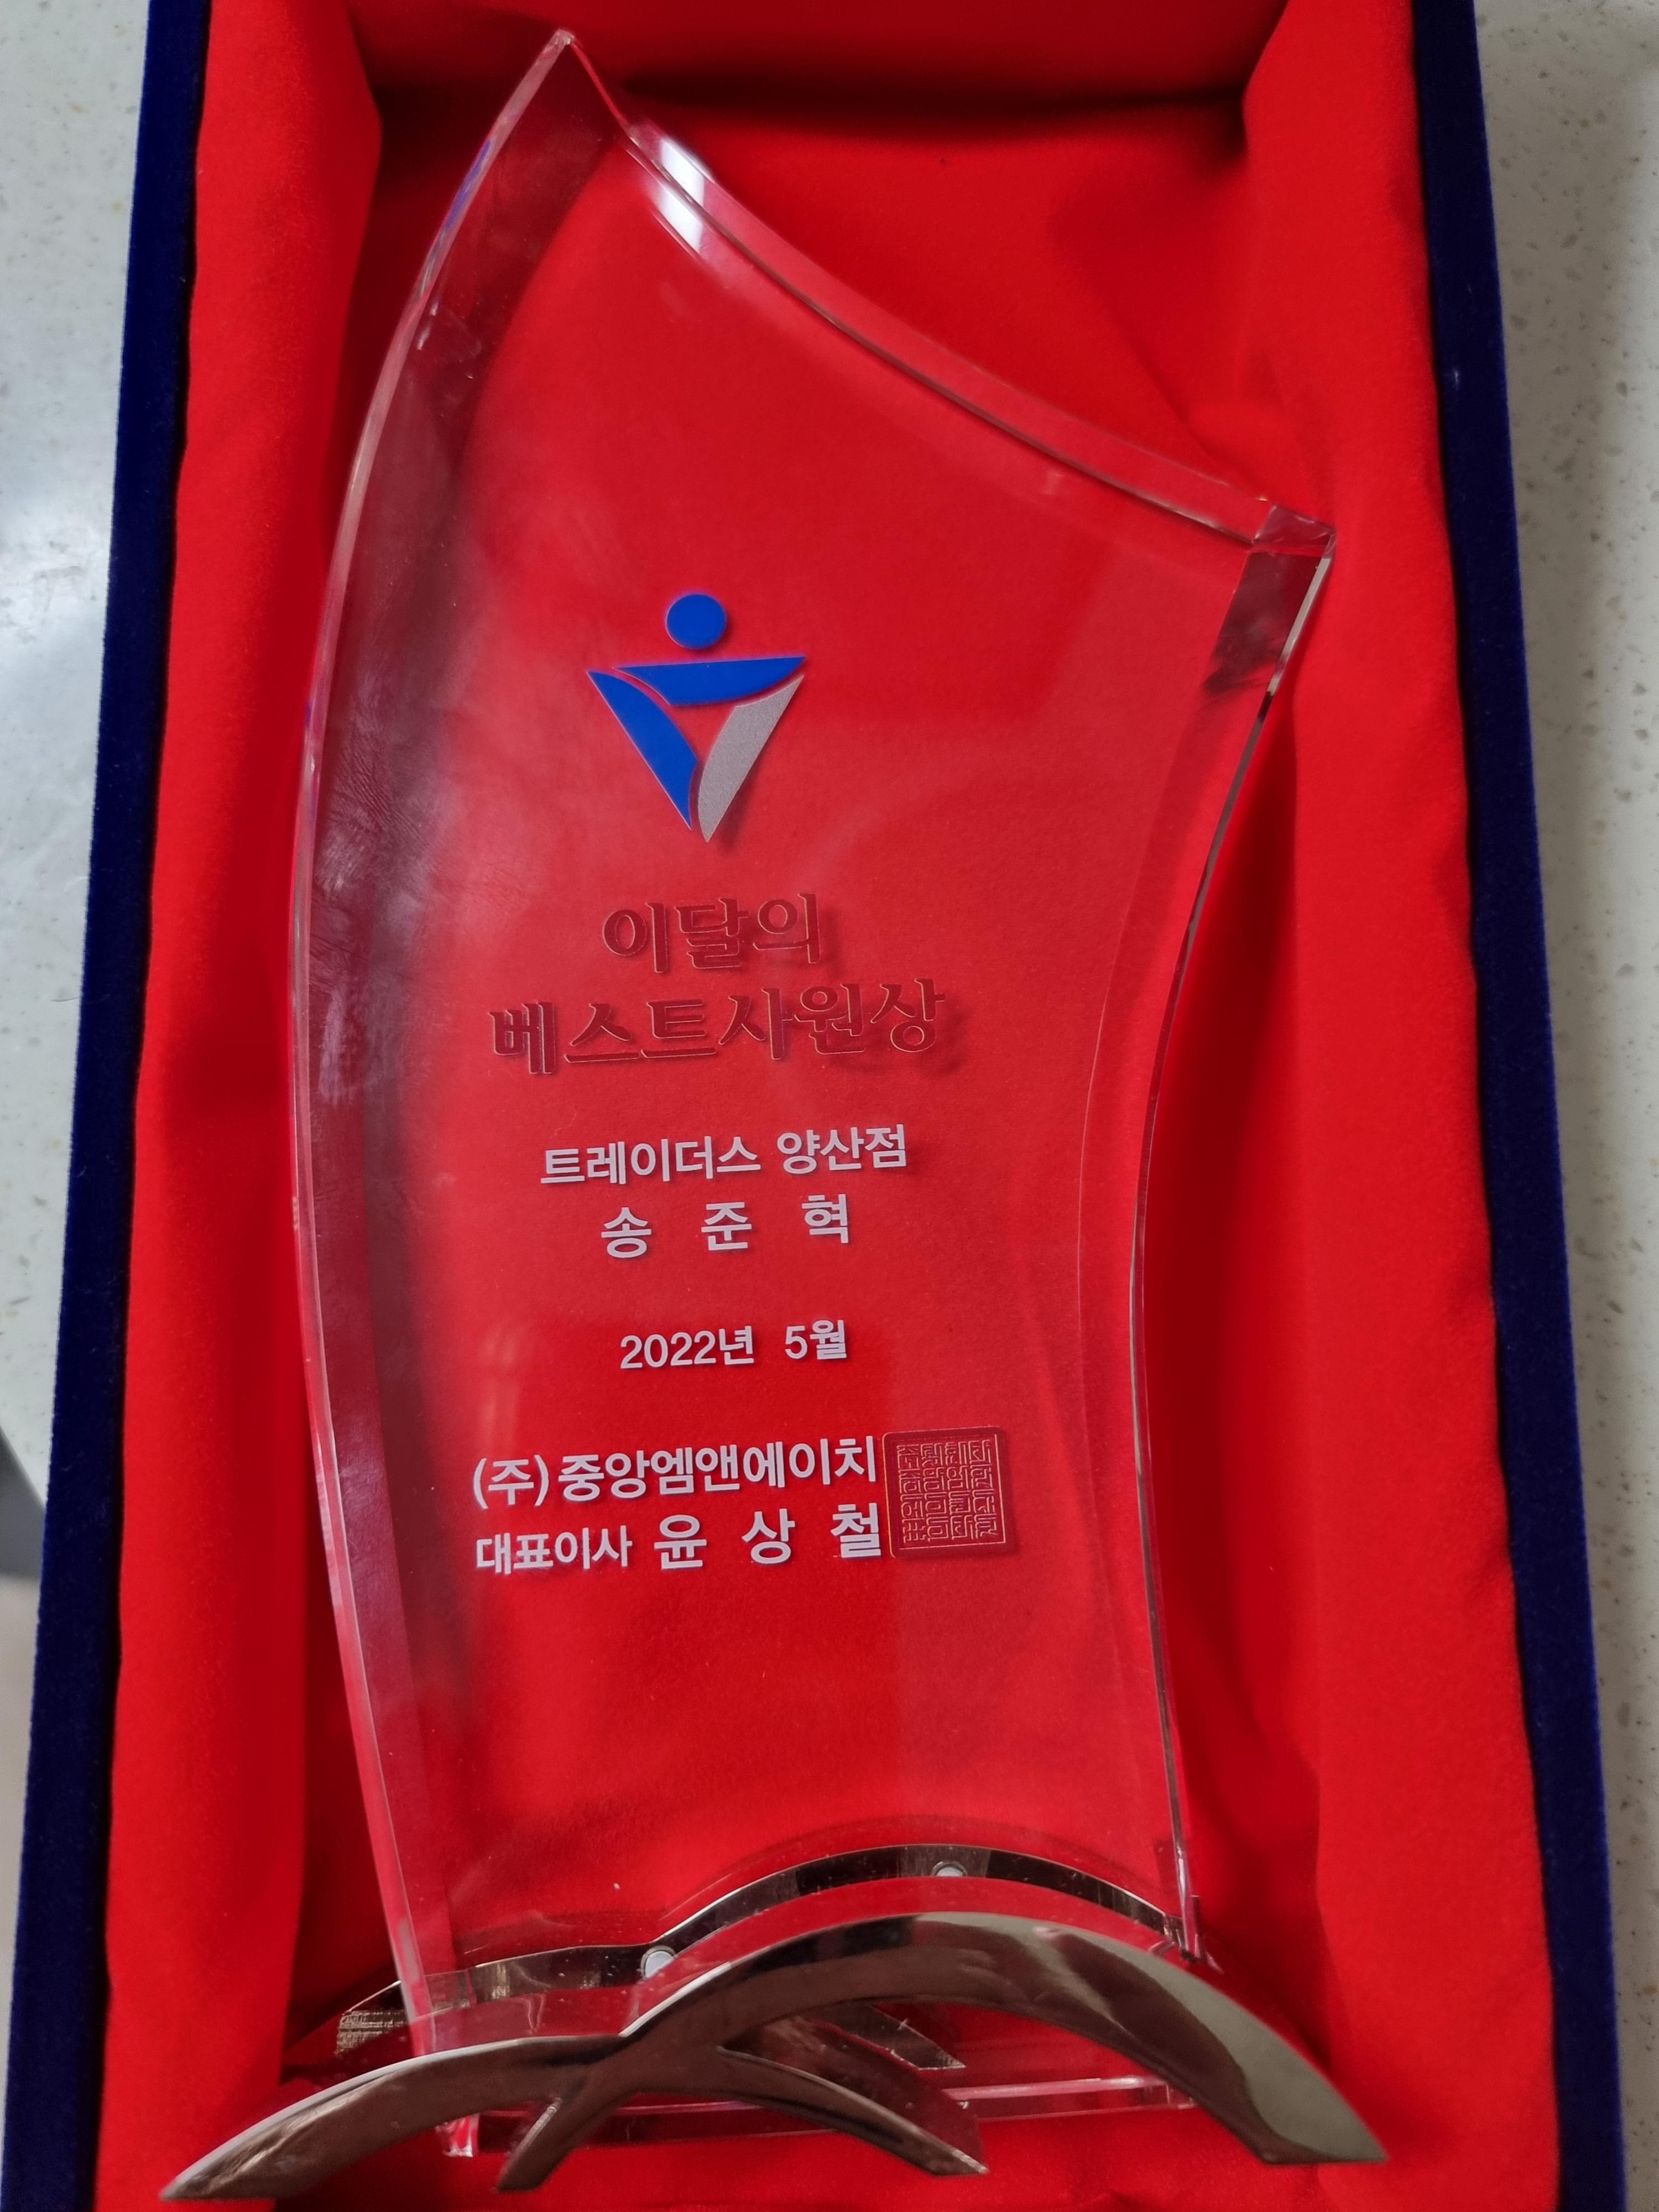 이달의
베스트사원상
트레이더스 양산점
송 준 혁
2022년 5월
(주)중앙엠앤에이치
대표이사 윤 상 철